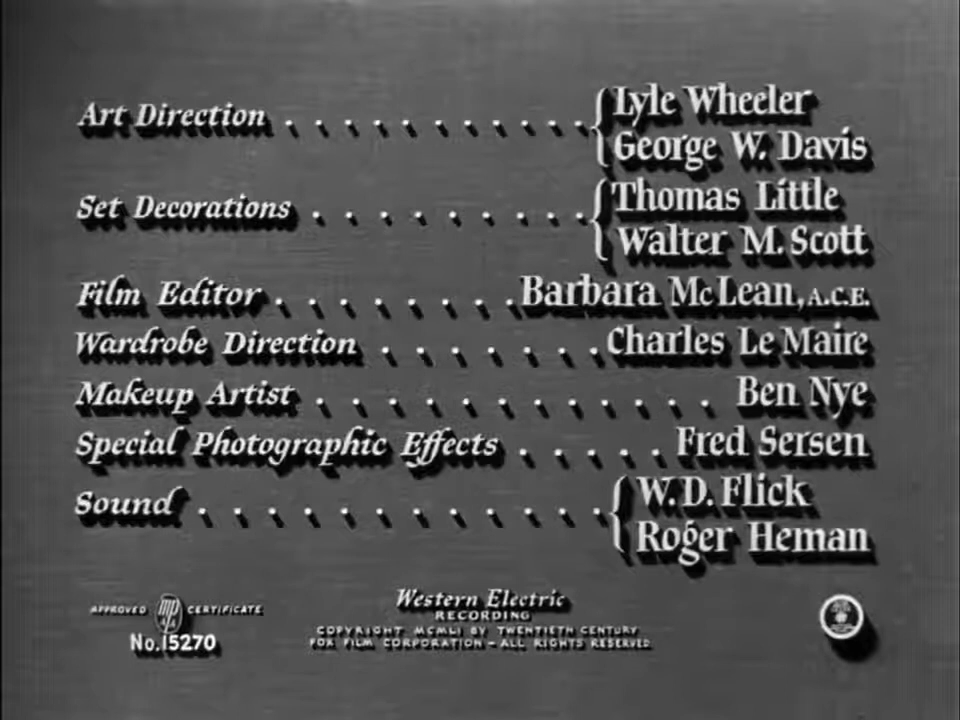 Art Direction . . . . . . . . . . . { Lyle Wheeler
George W. Davis
Set Decorations . . . . . . . . . { Thomas Little
Walter M. Scott
Film Editor . . . . . . . . Barbara McLean, A.C.E.
Wardrobe Direction . . . . . . . Charles Le Maire
Makeup Artist . . . . . . . . . . . . Ben Nye
Special Photographic Effects . . . . . Fred Sersen
Sound . . . . . . . . . . . . . { W. D. Flick
Roger Heman
APPROVED MPAA CERTIFICATE
No. 15270
Western Electric
RECORDING
COPYRIGHT MCMLI BY TWENTIETH CENTURY
FOX FILM CORPORATION – ALL RIGHTS RESERVED